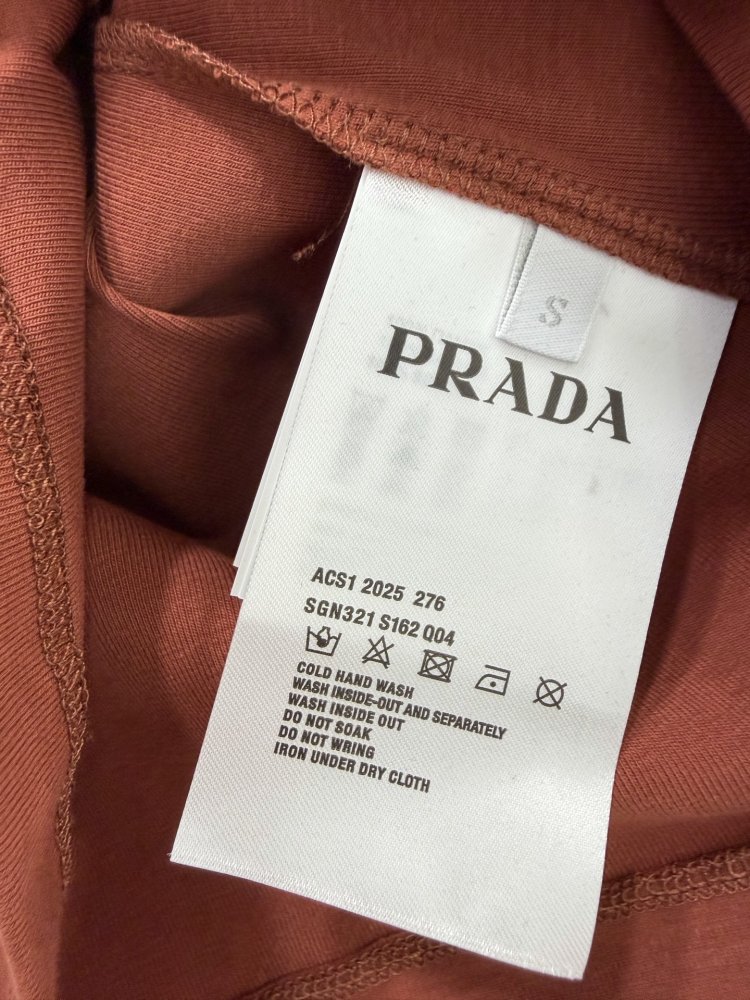 S
PRADA
ACS1 2025 276
SGN321 S162 Q04
COLD HAND WASH
WASH INSIDE-OUT AND SEPARATELY
WASH INSIDE OUT
DO NOT SOAK
DO NOT WRING
IRON UNDER DRY CLOTH